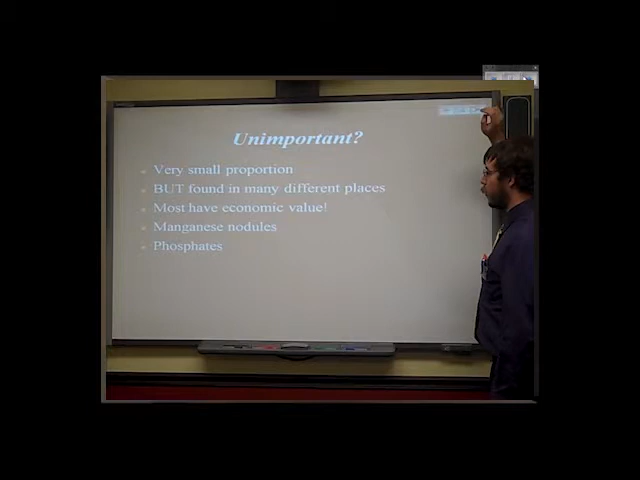 Unimportant?
Very small proportion
BUT found in many different places
Most have economic value!
Manganese nodules
Phosphates